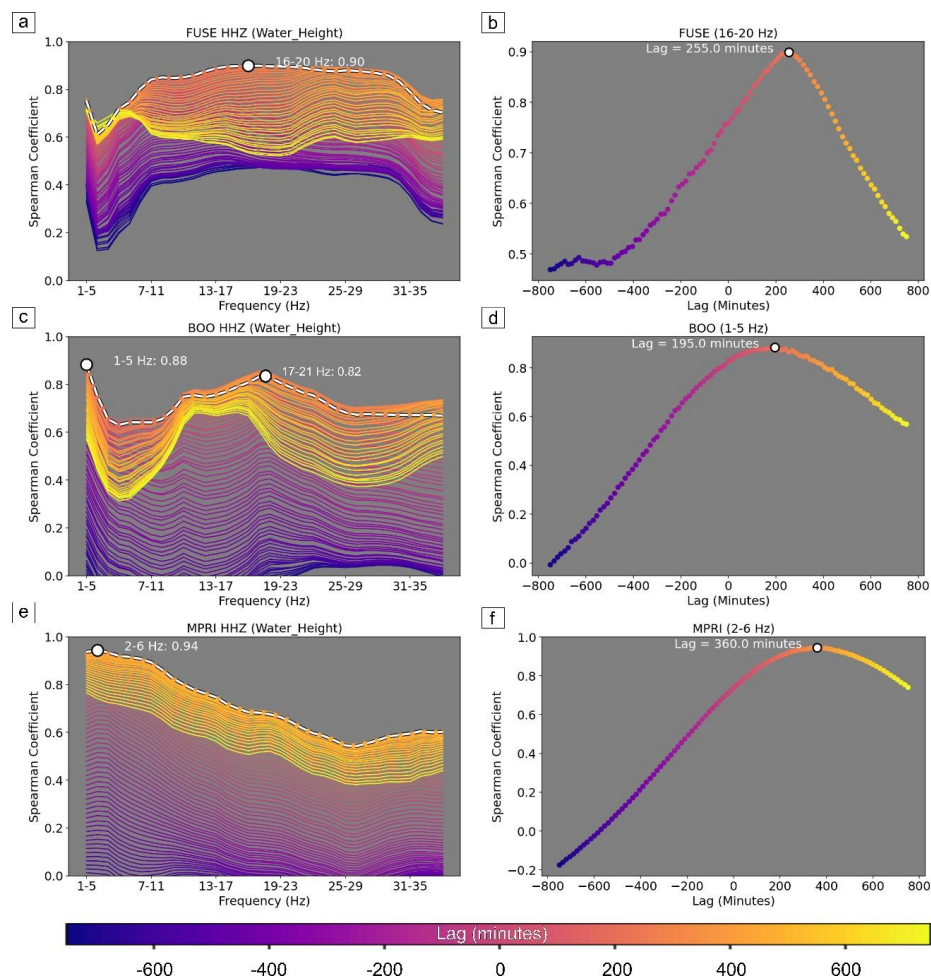 a
FUSE HHZ (Water_Height)
16-20 Hz: 0.90
1.0
0.8
0.6
0.4
0.2
0.0
Spearman Coefficient
1-5
7-11
13-17
19-23
25-29
31-35
Frequency (Hz)
b
FUSE (16-20 Hz)
Lag = 255.0 minutes
0.9
0.8
0.7
0.6
0.5
Spearman Coefficient
−800
−600
−400
−200
0
200
400
600
800
Lag (Minutes)
c
BOO HHZ (Water_Height)
1-5 Hz: 0.88
17-21 Hz: 0.82
1.0
0.8
0.6
0.4
0.2
0.0
Spearman Coefficient
1-5
7-11
13-17
19-23
25-29
31-35
Frequency (Hz)
d
BOO (1-5 Hz)
Lag = 195.0 minutes
0.8
0.6
0.4
0.2
0.0
Spearman Coefficient
−800
−600
−400
−200
0
200
400
600
800
Lag (Minutes)
e
MPRI HHZ (Water_Height)
2-6 Hz: 0.94
1.0
0.8
0.6
0.4
0.2
0.0
Spearman Coefficient
1-5
7-11
13-17
19-23
25-29
31-35
Frequency (Hz)
f
MPRI (2-6 Hz)
Lag = 360.0 minutes
1.0
0.8
0.6
0.4
0.2
0.0
−0.2
Spearman Coefficient
−800
−600
−400
−200
0
200
400
600
800
Lag (Minutes)
Lag (minutes)
-600
-400
-200
0
200
400
600